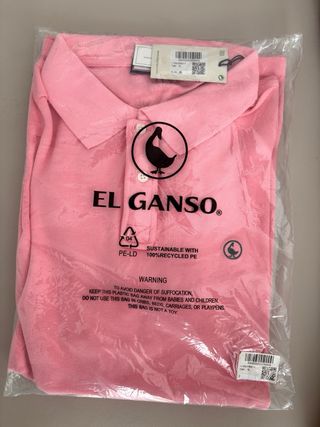 EL GANSO®
04
PE-LD
SUSTAINABLE WITH
100% RECYCLED PE
WARNING
TO AVOID DANGER OF SUFFOCATION,
KEEP THIS PLASTIC BAG AWAY FROM BABIES AND CHILDREN.
DO NOT USE THIS BAG IN CRIBS, BEDS, CARRIAGES, OR PLAYPENS.
THIS BAG IS NOT A TOY.